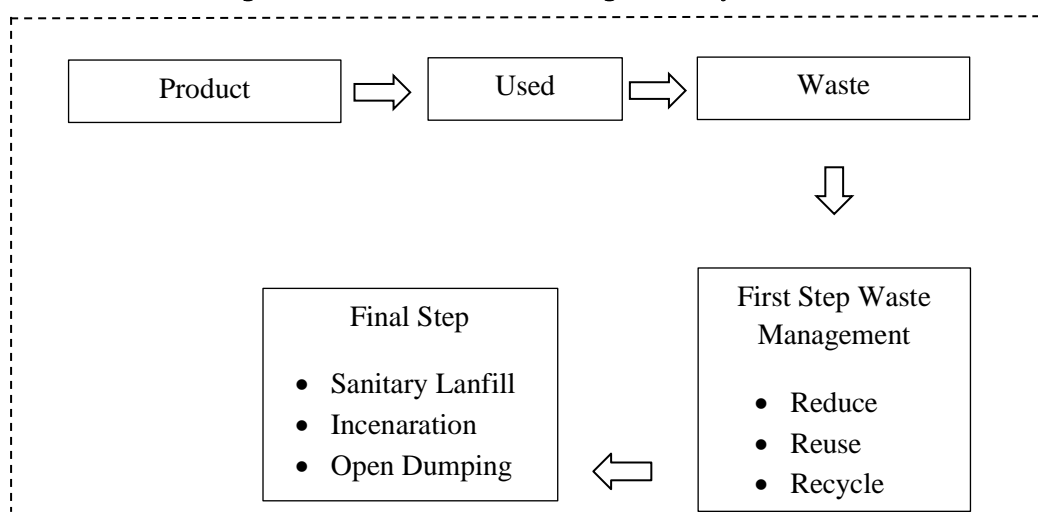 Product
Used
Waste
First Step Waste
Management
• Reduce
• Reuse
• Recycle
Final Step
• Sanitary Lanfill
• Incenaration
• Open Dumping